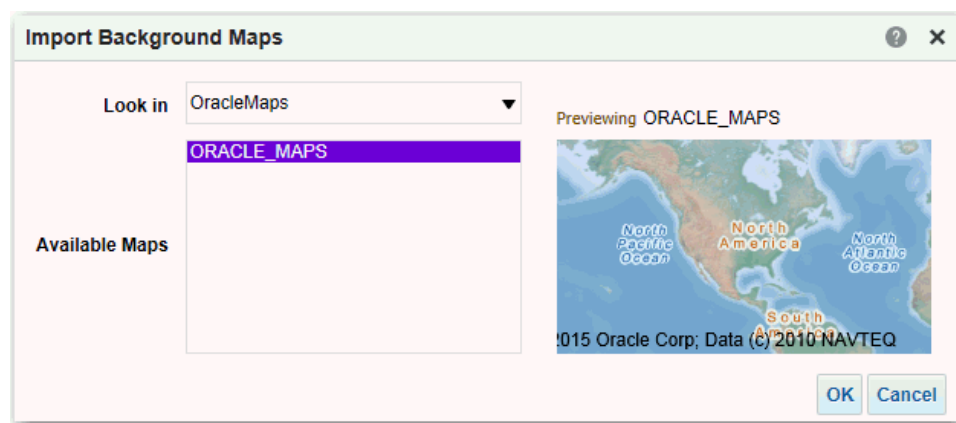 Import Background Maps
Look in OracleMaps
Previewing ORACLE_MAPS
ORACLE_MAPS
Available Maps
North Pacific Ocean
North America
North Atlantic Ocean
South America
2015 Oracle Corp; Data (c) 2010 NAVTEQ
OK Cancel